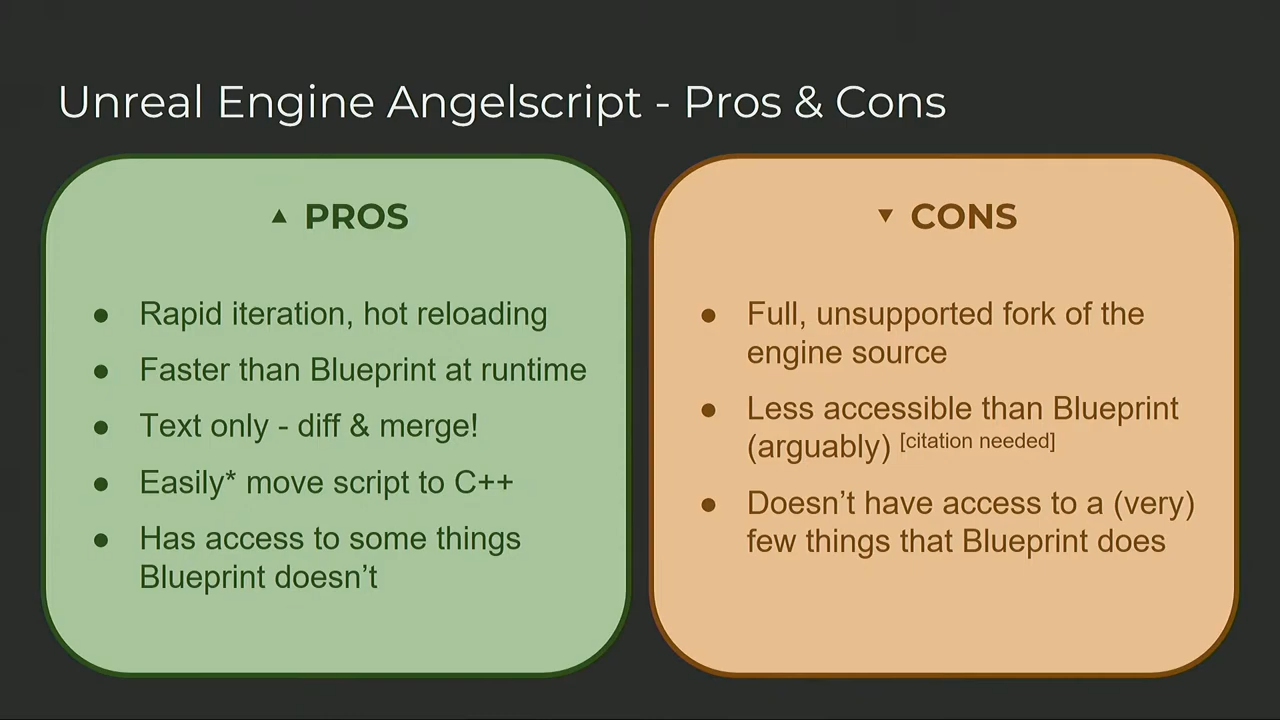 Unreal Engine Angelscript - Pros & Cons
▲ PROS
● Rapid iteration, hot reloading
● Faster than Blueprint at runtime
● Text only - diff & merge!
● Easily* move script to C++
● Has access to some things
Blueprint doesn’t
▼ CONS
● Full, unsupported fork of the
engine source
● Less accessible than Blueprint
(arguably) [citation needed]
● Doesn’t have access to a (very)
few things that Blueprint does